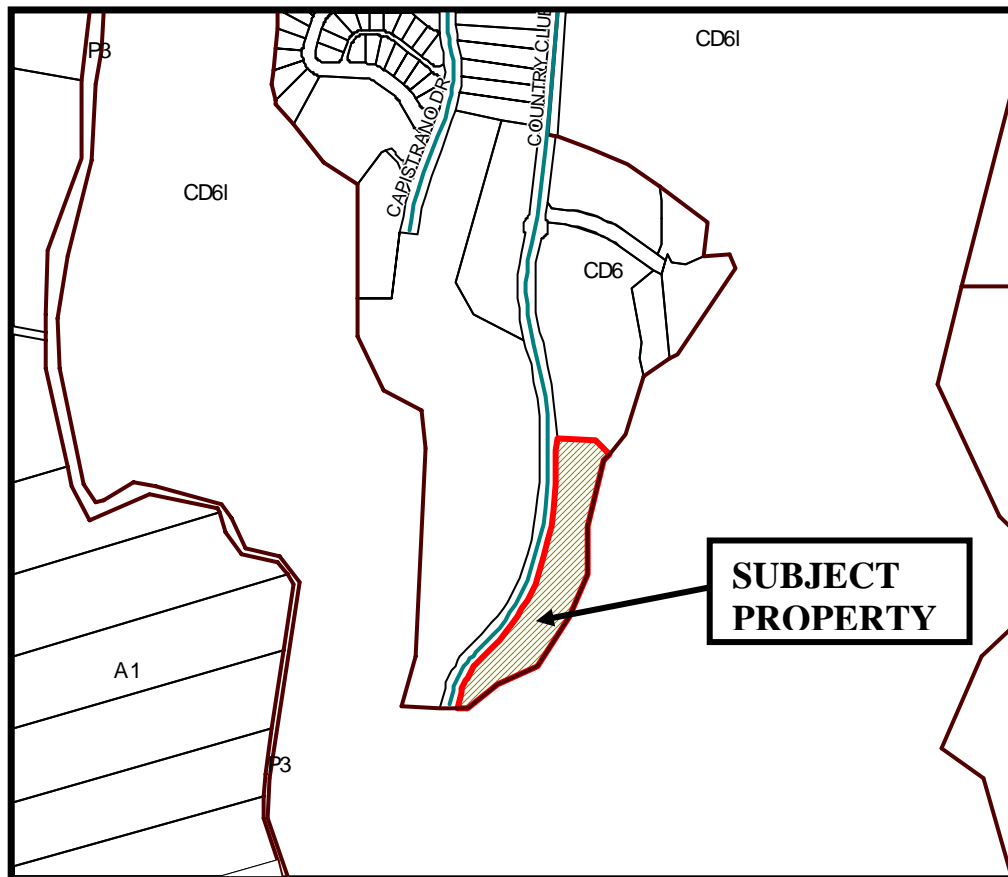 P3
CD6I
COUNTRY CLUB
CAPISTRANO DR
CD6I
CD6
SUBJECT
PROPERTY
A1
P3